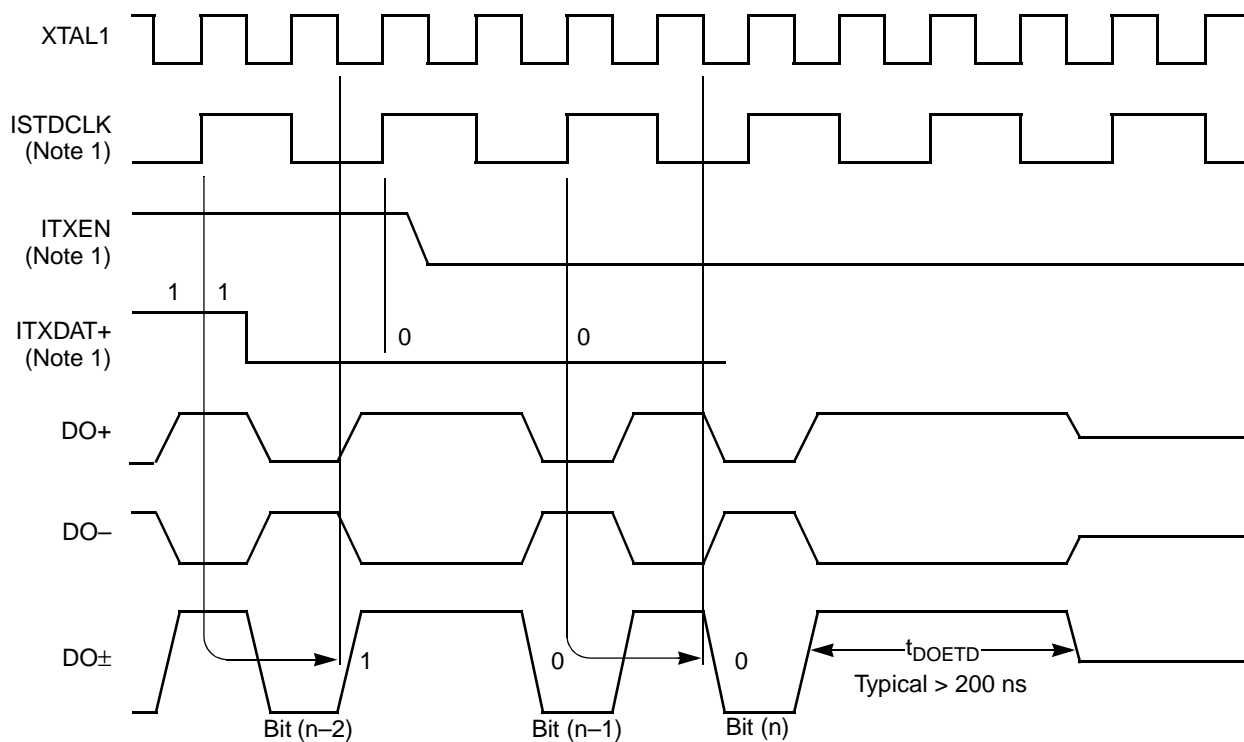 XTAL1
ISTDCLK
(Note 1)
ITXEN
(Note 1)
1 1
ITXDAT+
(Note 1)
0 0
DO+
DO–
DO±
1 0 0
tDOETD
Typical > 200 ns
Bit (n–2) Bit (n–1) Bit (n)